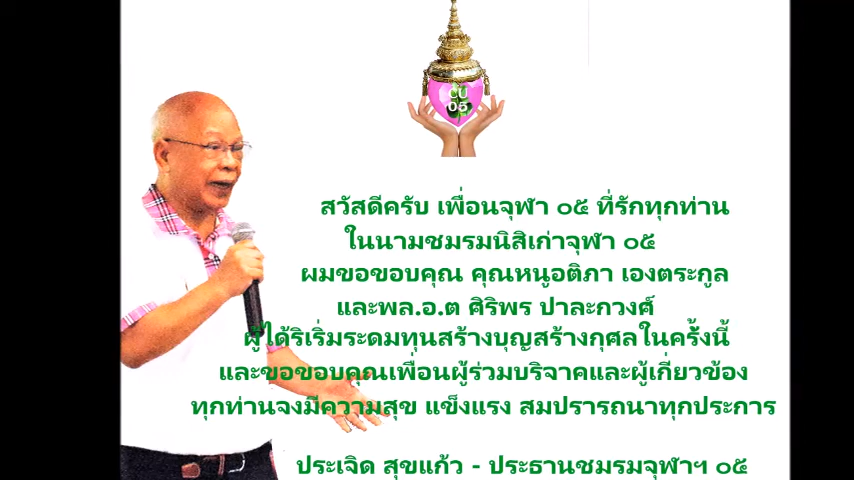 CU
05
สวัสดีครับ เพื่อนจุฬา ๐๕ ที่รักทุกท่าน
ในนามชมรมนิสิเก่าจุฬา ๐๕
ผมขอขอบคุณ คุณหนูอติภา เองตระกูล
และพล.อ.ต ศิริพร ปาละกวงศ์
ผู้ได้ริเริ่มระดมทุนสร้างบุญสร้างกุศลในครั้งนี้
และขอขอบคุณเพื่อนผู้ร่วมบริจาคและผู้เกี่ยวข้อง
ทุกท่านจงมีความสุข แข็งแรง สมปรารถนาทุกประการ
ประเจิด สุขแก้ว - ประธานชมรมจุฬาฯ ๐๕